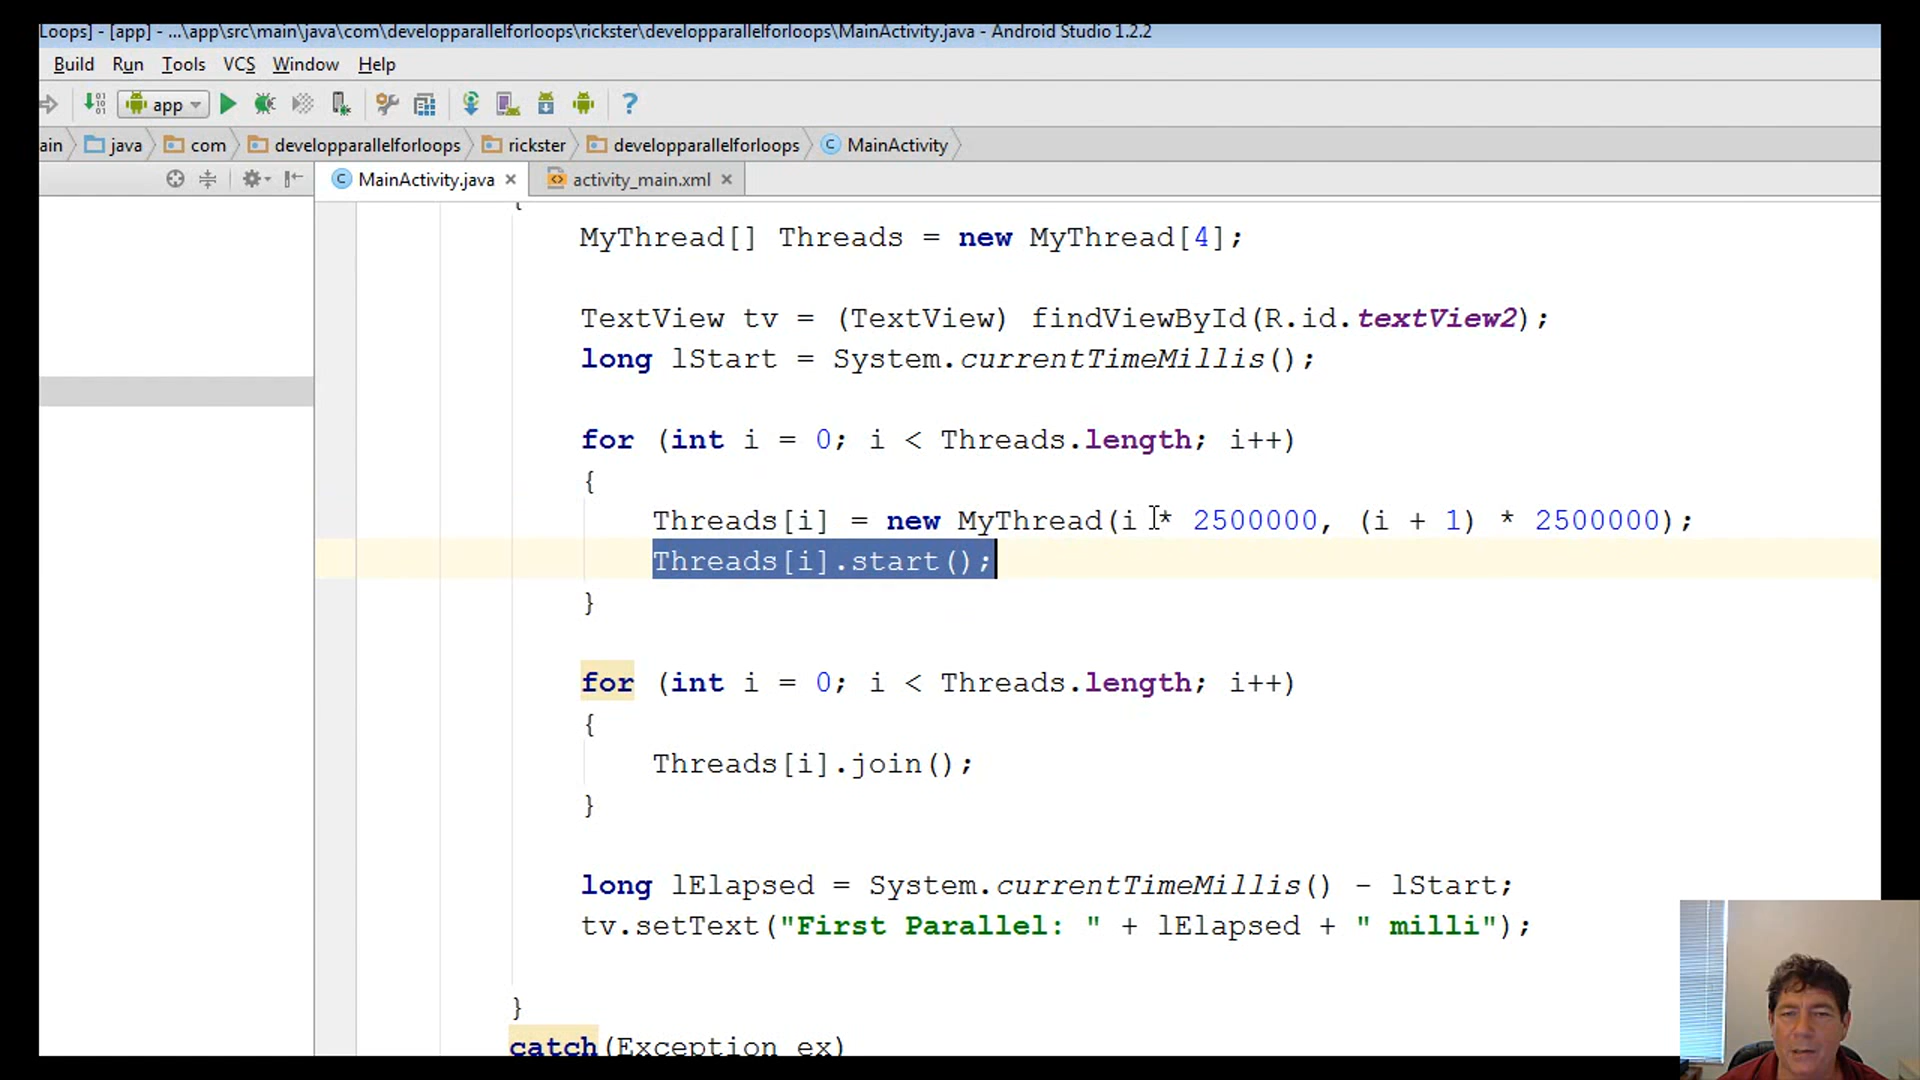 Loops] - [app] - ...\app\src\main\java\com\developparallelforloops\rickster\developparallelforloops\MainActivity.java - Android Studio 1.2.2
Build Run Tools VCS Window Help
app ?
ain java com developparallelforloops rickster developparallelforloops MainActivity
MainActivity.java activity_main.xml
{
MyThread[] Threads = new MyThread[4];
TextView tv = (TextView) findViewById(R.id.textView2);
long lStart = System.currentTimeMillis();
for (int i = 0; i < Threads.length; i++)
{
Threads[i] = new MyThread(i * 2500000, (i + 1) * 2500000);
Threads[i].start();
}
for (int i = 0; i < Threads.length; i++)
{
Threads[i].join();
}
long lElapsed = System.currentTimeMillis() - lStart;
tv.setText("First Parallel: " + lElapsed + " milli");
}
catch(Exception ex)